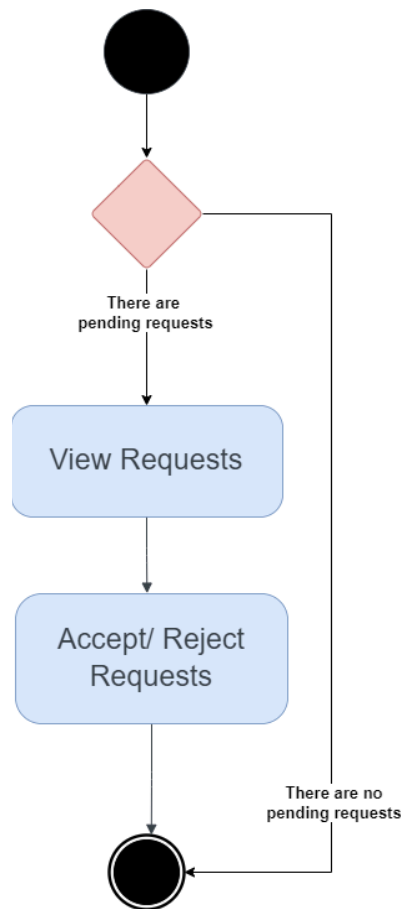 There are
pending requests
View Requests
Accept/ Reject
Requests
There are no
pending requests